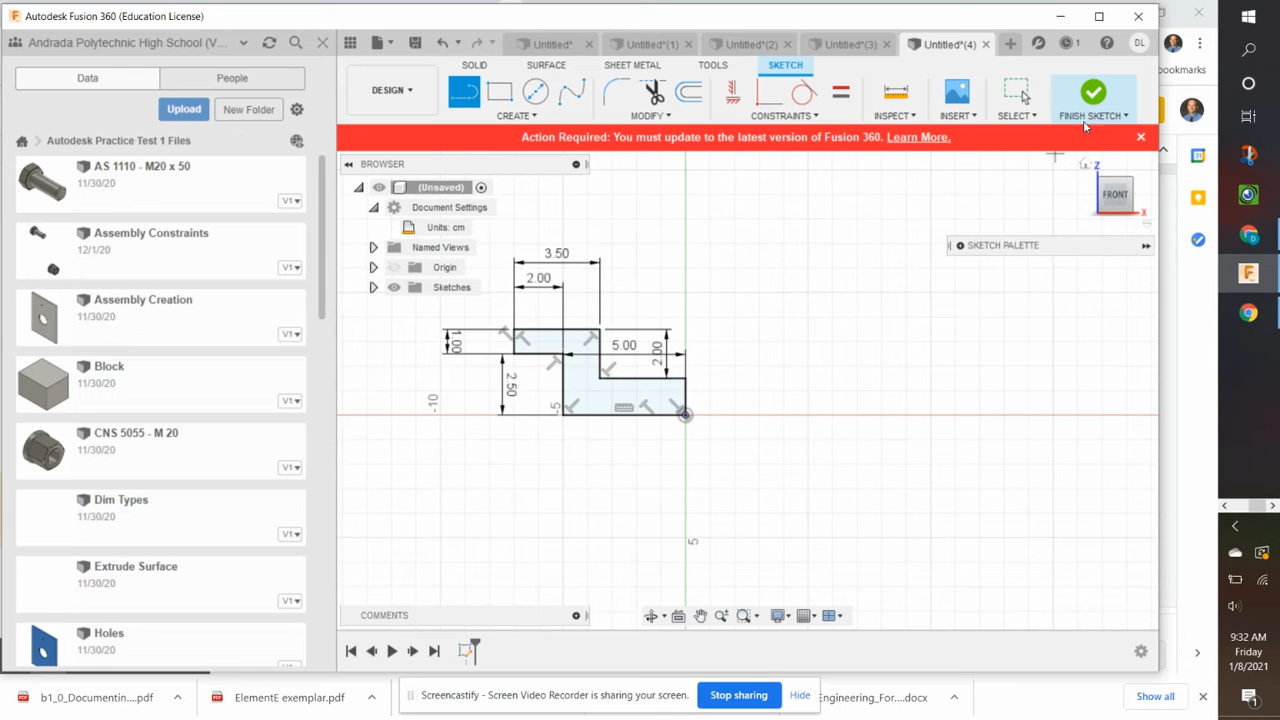 Autodesk Fusion 360 (Education License)
Andrada Polytechnic High School (V...
Untitled*
Untitled*(1)
Untitled*(2)
Untitled*(3)
Untitled*(4)
1
DL
ookmarks
Data
People
Upload
New Folder
DESIGN
SOLID
SURFACE
SHEET METAL
TOOLS
SKETCH
CREATE
MODIFY
CONSTRAINTS
INSPECT
INSERT
SELECT
FINISH SKETCH
Action Required: You must update to the latest version of Fusion 360. Learn More.
Andrade Practice Test 1 Files
AS 1110 - M20 x 50
11/30/20
V1
Assembly Constraints
12/1/20
V1
Assembly Creation
11/30/20
V1
Block
11/30/20
V1
CNS 5055 - M 20
11/30/20
V1
Dim Types
11/30/20
V1
Extrude Surface
11/30/20
V1
Holes
11/30/20
V1
BROWSER
(Unsaved)
Document Settings
Units: cm
Named Views
Origin
Sketches
Z
FRONT
X
SKETCH PALETTE
3.50
2.00
1.00
5.00
2.00
2.50
-10
-5
5
COMMENTS
9:32 AM
Friday
1/8/2021
1
b1_0_Documentin....pdf
ElementE exemplar.pdf
Screencastify - Screen Video Recorder is sharing your screen.
Stop sharing
Hide
Engineering_For....docx
Show all